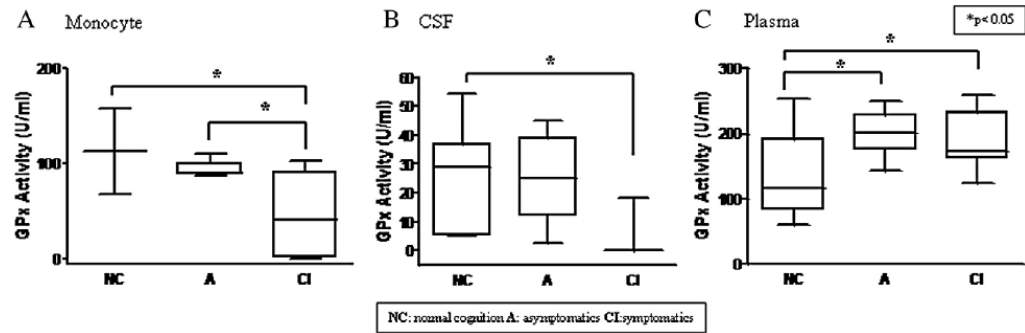 A Monocyte
B CSF
C Plasma
*p< 0.05
GPx Activity (U/ml)
200
100
0
*
*
NC A CI
GPx Activity (U/ml)
60
50
40
30
20
10
0
*
NC A CI
GPx Activity (U/ml)
300
200
100
300
*
*
NC A CI
NC: normal cognition A: asymptomatics CI:symptomatics